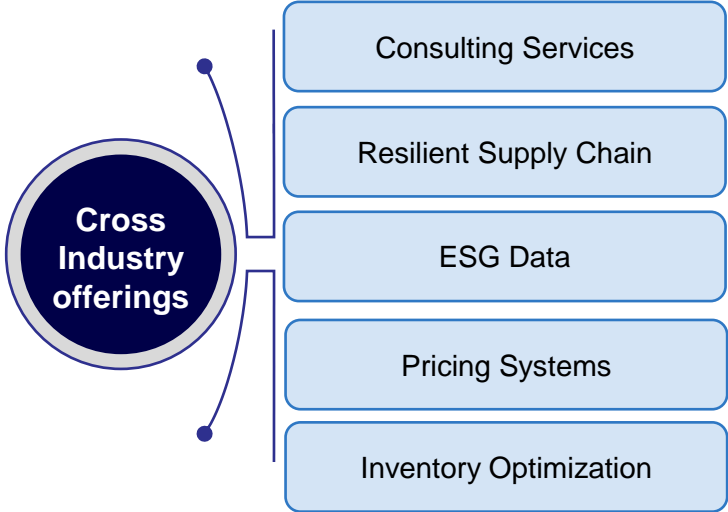 Cross
Industry
offerings
Consulting Services
Resilient Supply Chain
ESG Data
Pricing Systems
Inventory Optimization